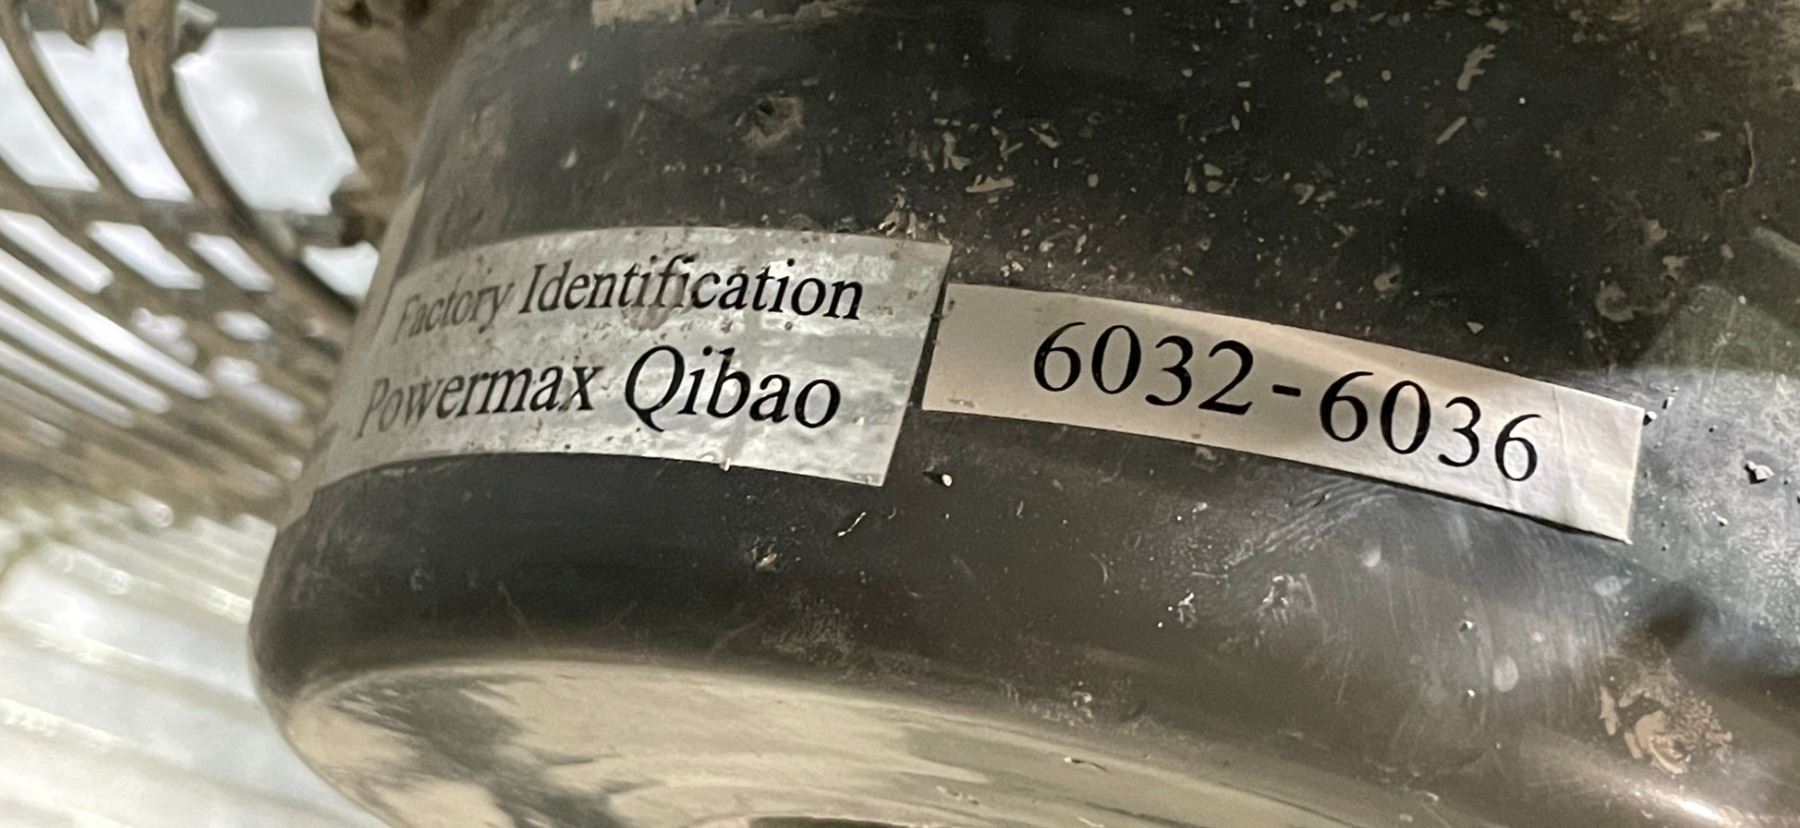 Factory Identification
Powermax Qibao
6032-6036